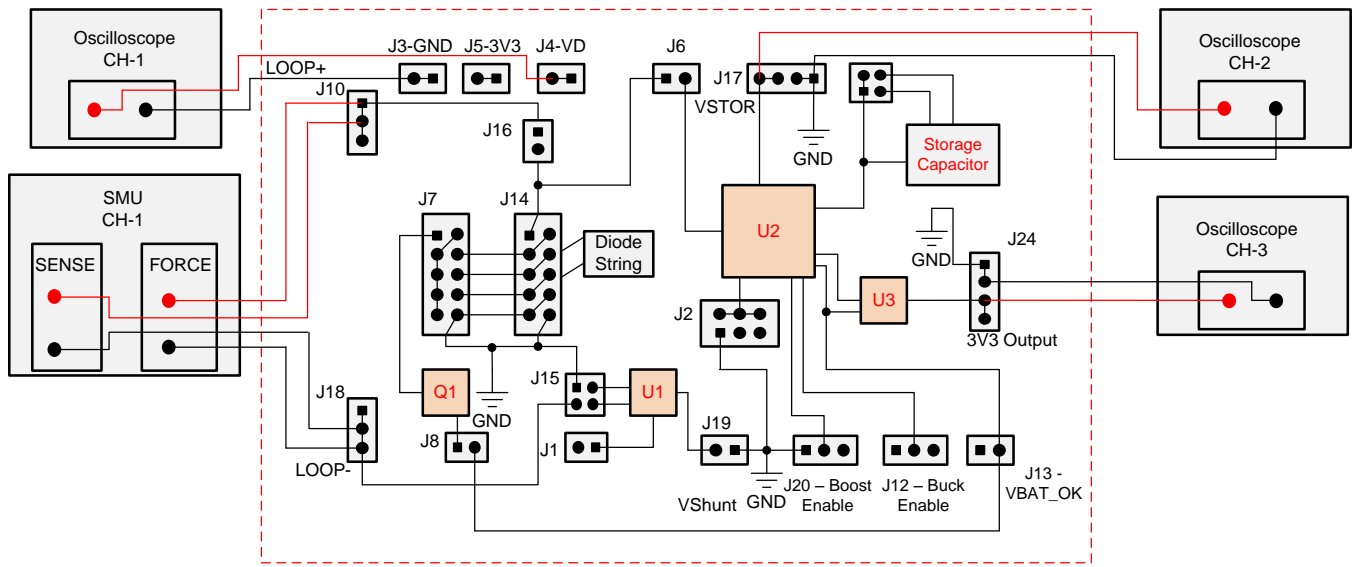 Oscilloscope
CH-1
LOOP+
J3-GND
J5-3V3
J4-VD
J10
J6
J17
VSTOR
GND
Storage
Capacitor
Oscilloscope
CH-2
J16
SMU
CH-1
SENSE
FORCE
J7
J14
Diode
String
U2
GND
J24
U3
3V3 Output
Oscilloscope
CH-3
J2
J18
LOOP-
Q1
GND
J15
U1
J8
J1
J19
VShunt
GND
J20 – Boost
Enable
J12 – Buck
Enable
J13 -
VBAT_OK